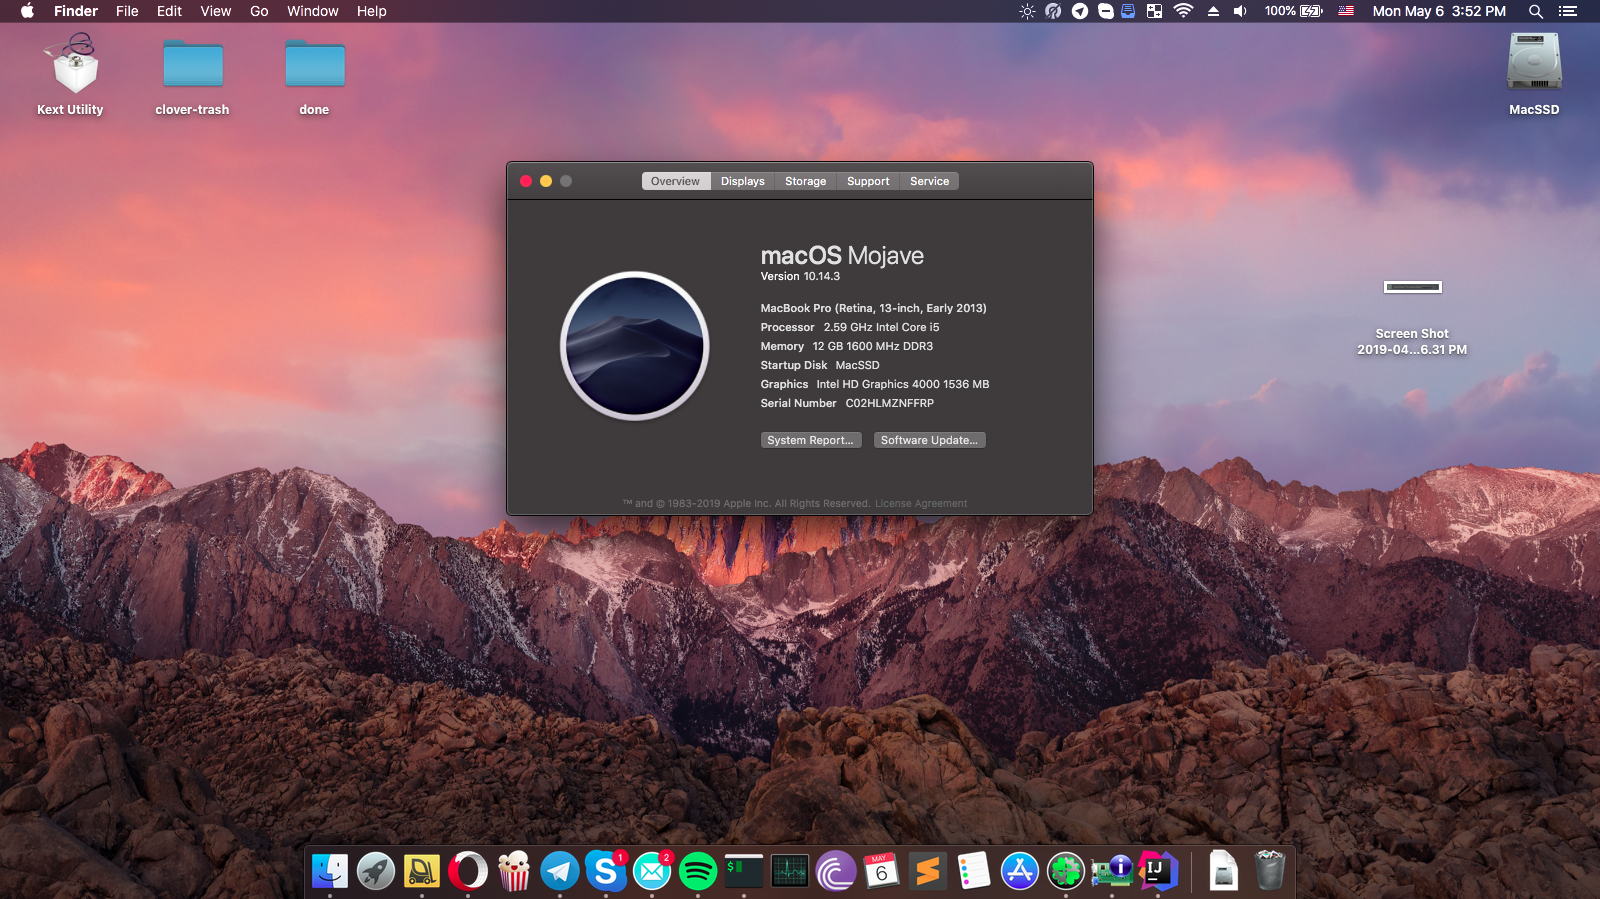 Finder File Edit View Go Window Help
100% Mon May 6 3:52 PM
Kext Utility
clover-trash
done
MacSSD
Overview Displays Storage Support Service
macOS Mojave
Version 10.14.3
MacBook Pro (Retina, 13-inch, Early 2013)
Processor 2.59 GHz Intel Core i5
Memory 12 GB 1600 MHz DDR3
Startup Disk MacSSD
Graphics Intel HD Graphics 4000 1536 MB
Serial Number C02HLMZNFFRP
System Report... Software Update...
™ and © 1983-2019 Apple Inc. All Rights Reserved. License Agreement
Screen Shot
2019-04...6.31 PM
1
2
$
MAY
6
IJ